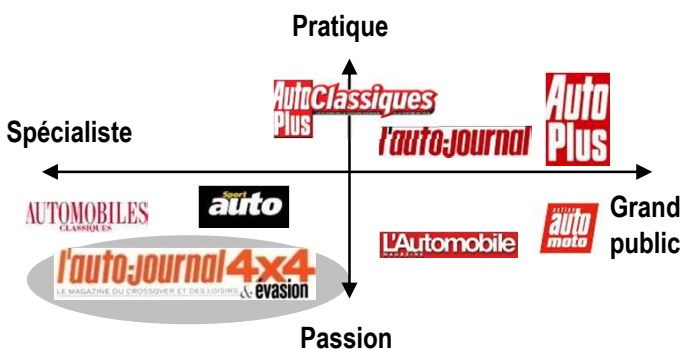 Pratique
Auto
Plus
Classiques
l'auto-journal
Auto
Plus
Spécialiste
AUTOMOBILES
CLASSIQUES
Sport
auto
L'Automobile
MAGAZINE
action
auto
moto
Grand
public
l'auto-journal 4x4
LE MAGAZINE DU CROSSOVER ET DES LOISIRS & évasion
Passion